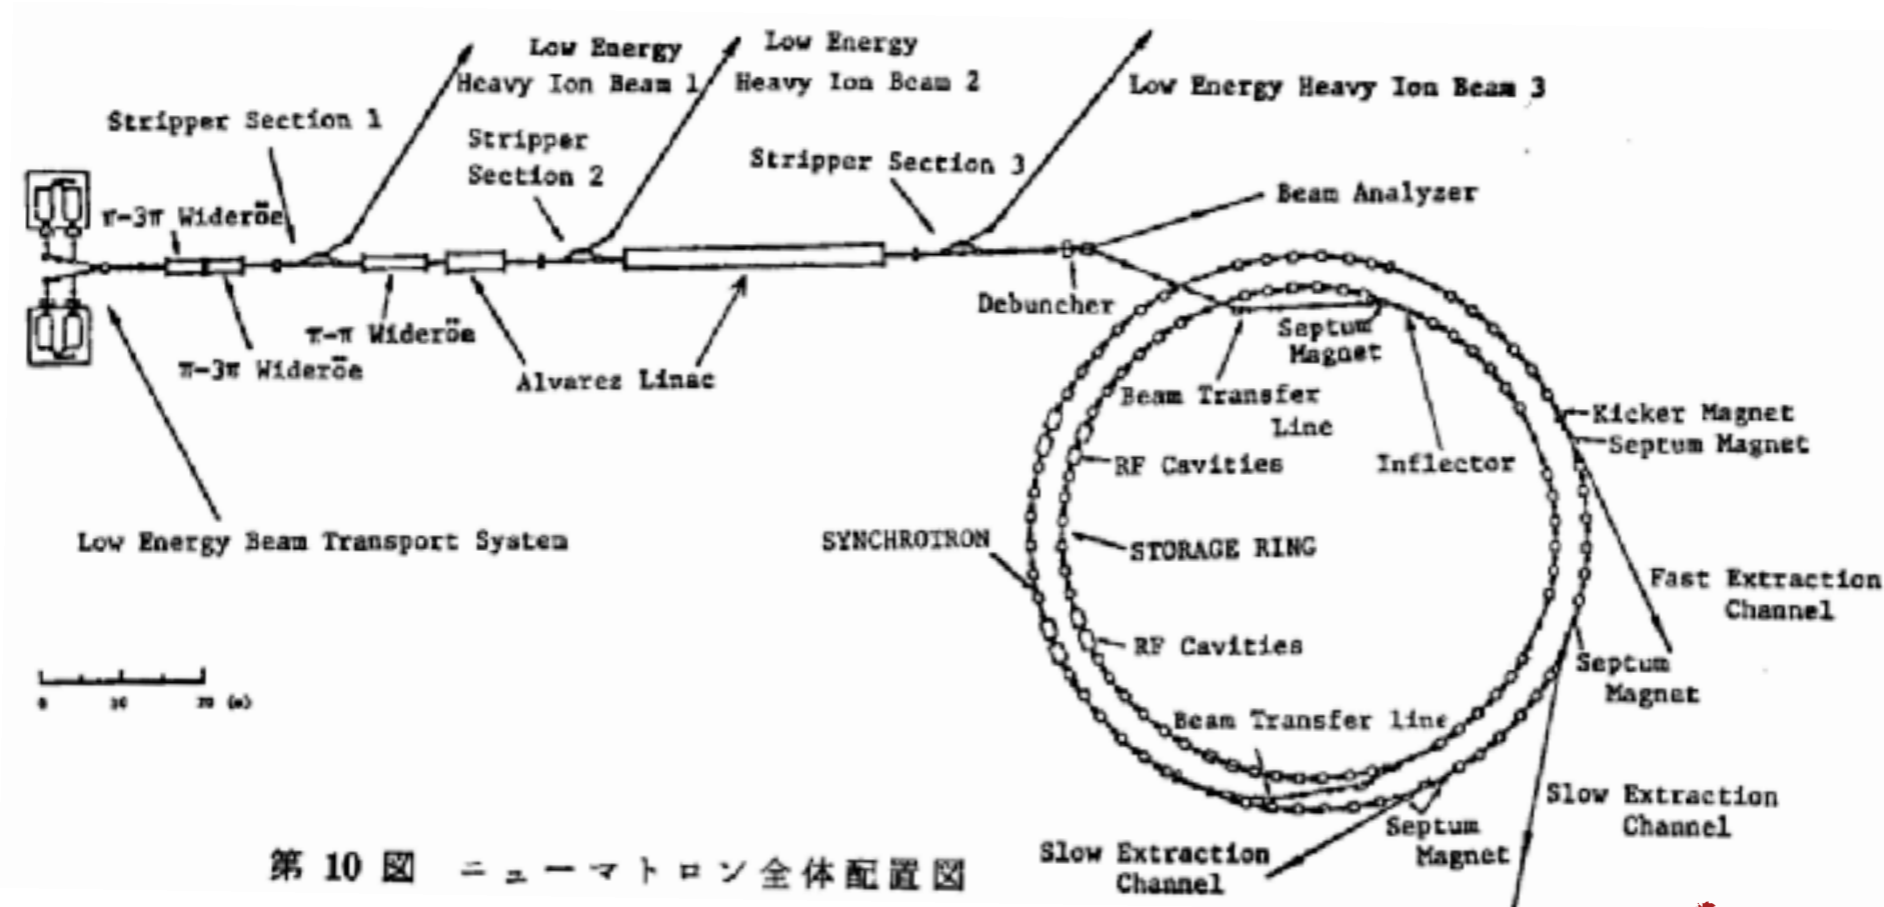 Low Energy
Heavy Ion Beam 1
Low Energy
Heavy Ion Beam 2
Low Energy Heavy Ion Beam 3
Stripper Section 1
Stripper
Section 2
Stripper Section 3
Beam Analyzer
π-3π Wideröe
π-3π Wideröe
π-π Wideröe
Alvarez Linac
Debuncher
Septum
Magnet
Beam Transfer
Line
Inflector
Kicker Magnet
Septum Magnet
RF Cavities
Low Energy Beam Transport System
SYNCHROTRON
STORAGE RING
Fast Extraction
Channel
RF Cavities
Septum
Magnet
0 10 20 (m)
Beam Transfer line
Slow Extraction
Channel
Septum
Magnet
Slow Extraction
Channel
第 10 図 ニューマトロン全体配置図